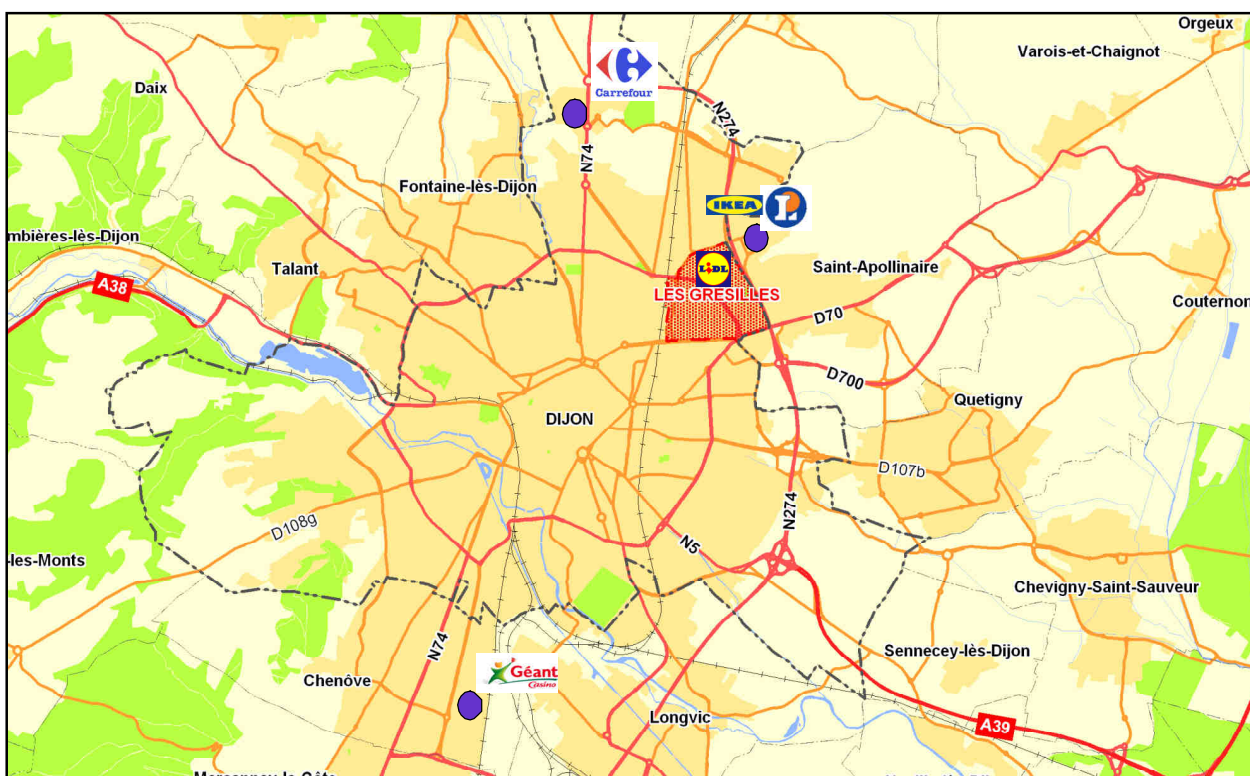 Orgeux
Varois-et-Chaignot
Carrefour
Daix
N274
N74
Fontaine-lès-Dijon
IKEA
L
mbières-lès-Dijon
Talant
Saint-Apollinaire
LiDL
LES GRESILLES
A38
Couternon
D70
D700
Quetigny
DIJON
D107b
D108g
N274
N5
-les-Monts
Chevigny-Saint-Sauveur
N74
Sennecey-lès-Dijon
Géant
Casino
Chenôve
Longvic
A39